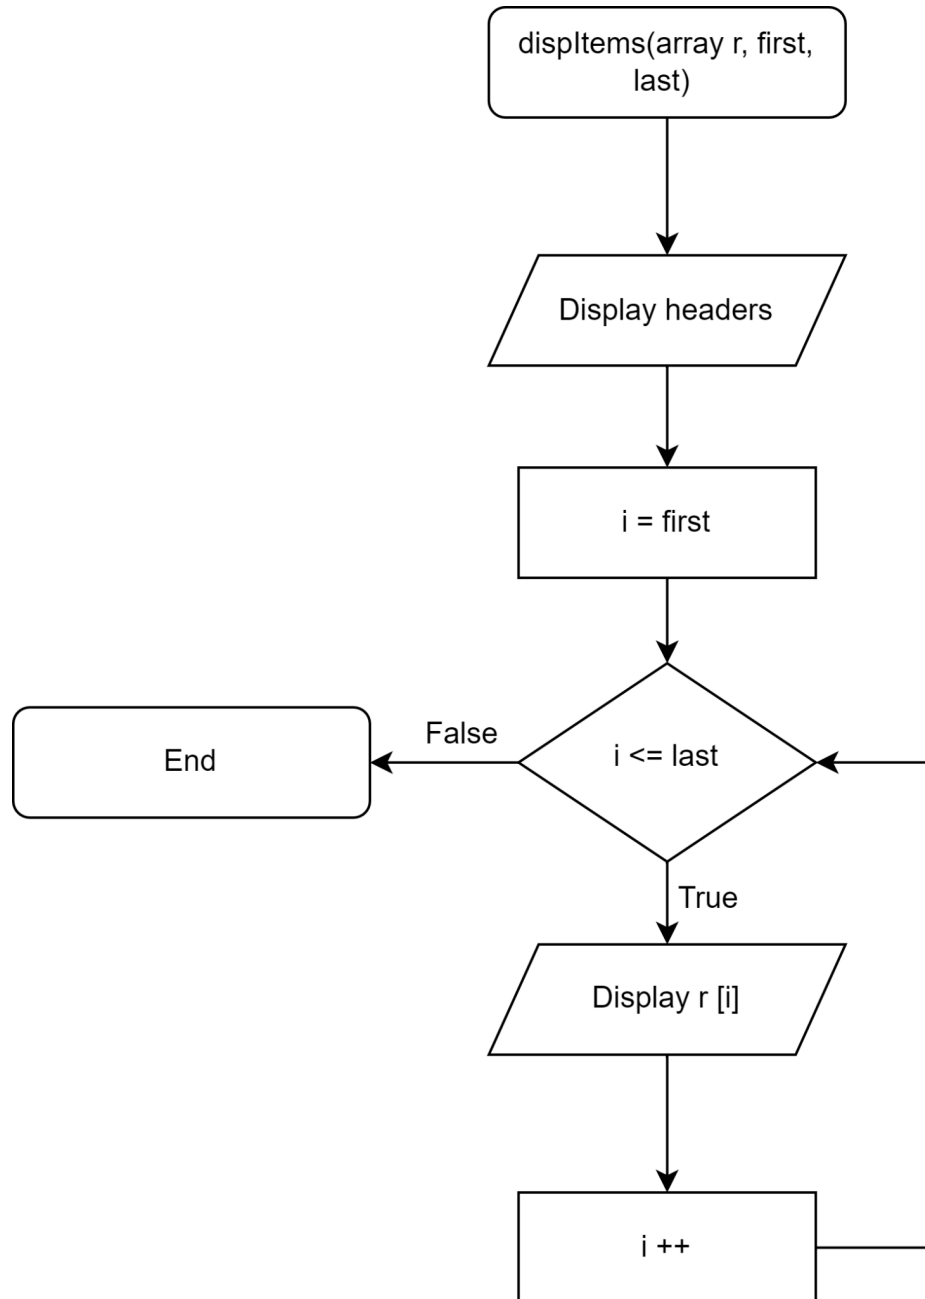 dispItems(array r, first,
last)
Display headers
i = first
i <= last
False
End
True
Display r [i]
i ++